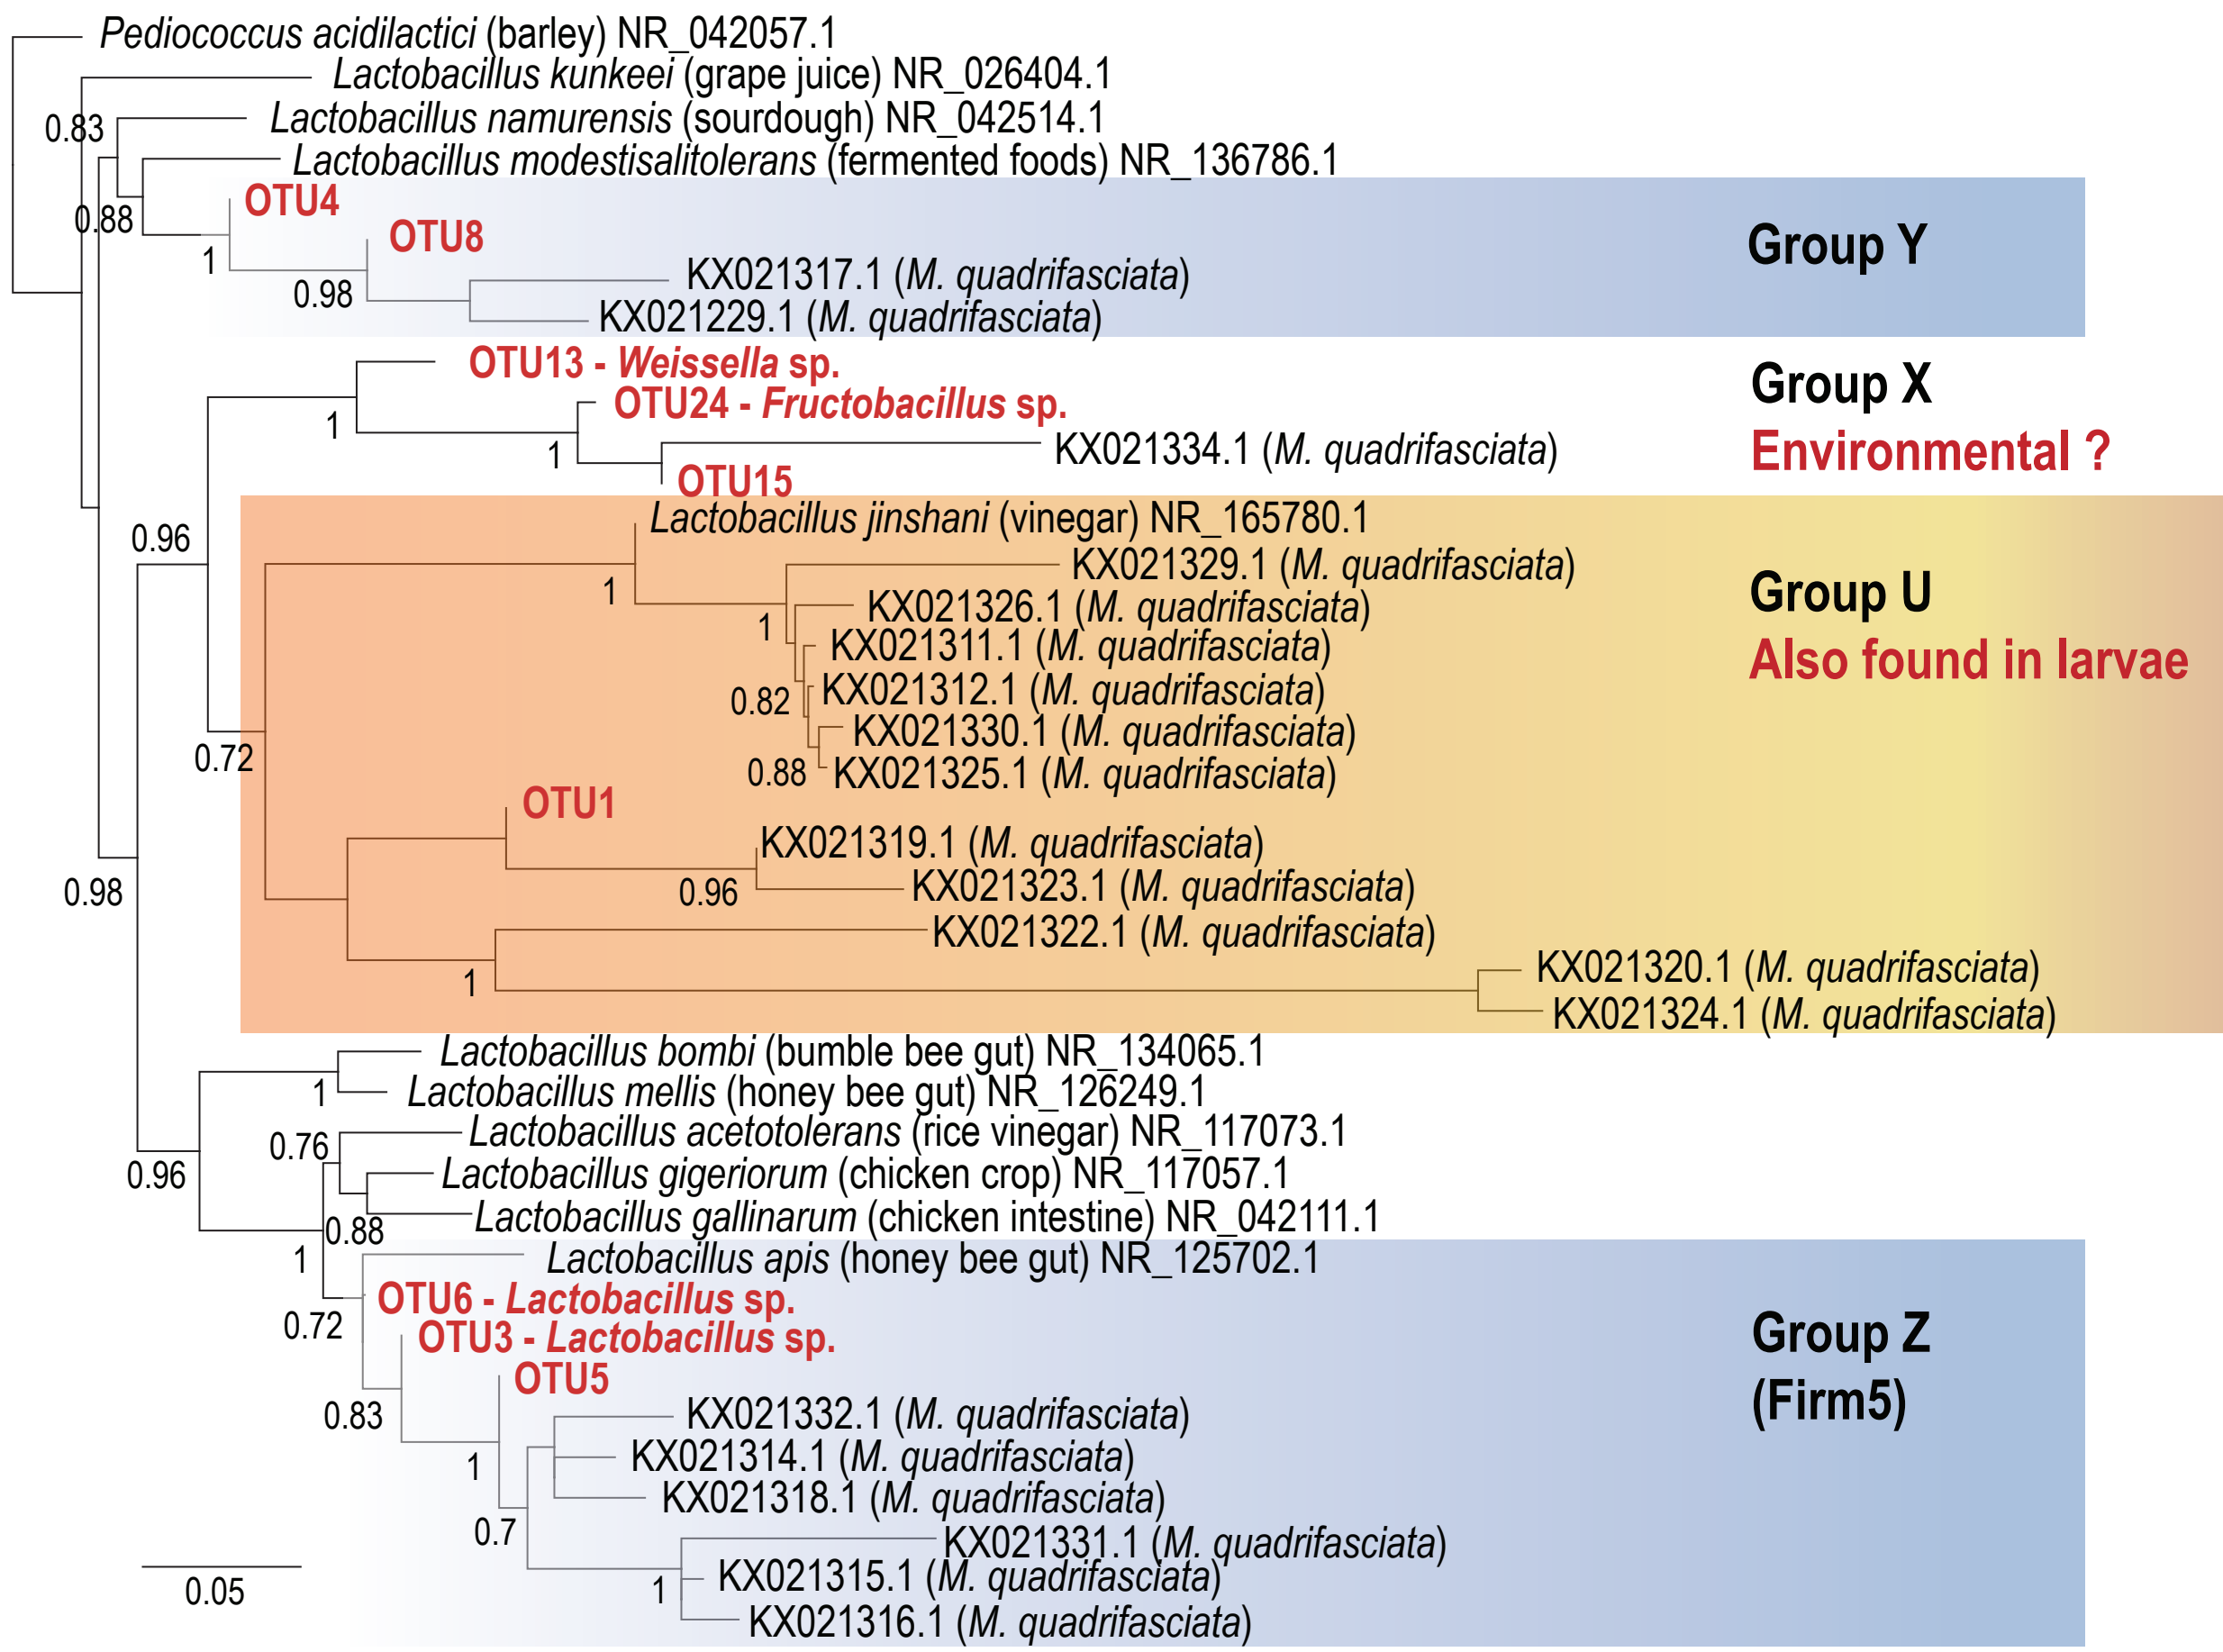 Pediococcus acidilactici (barley) NR_042057.1
Lactobacillus kunkeei (grape juice) NR_026404.1
0.83
Lactobacillus namurensis (sourdough) NR_042514.1
Lactobacillus modestisalitolerans (fermented foods) NR_136786.1
OTU4
0.88
OTU8
Group Y
1
KX021317.1 (M. quadrifasciata)
0.98
KX021229.1 (M. quadrifasciata)
OTU13 - Weissella sp.
Group X
OTU24 - Fructobacillus sp.
1
KX021334.1 (M. quadrifasciata)
Environmental ?
1
OTU15
Lactobacillus jinshani (vinegar) NR_165780.1
0.96
KX021329.1 (M. quadrifasciata)
1
Group U
KX021326.1 (M. quadrifasciata)
1
KX021311.1 (M. quadrifasciata)
Also found in larvae
KX021312.1 (M. quadrifasciata)
0.82
KX021330.1 (M. quadrifasciata)
0.72
KX021325.1 (M. quadrifasciata)
0.88
OTU1
KX021319.1 (M. quadrifasciata)
0.98
0.96
KX021323.1 (M. quadrifasciata)
KX021322.1 (M. quadrifasciata)
KX021320.1 (M. quadrifasciata)
1
KX021324.1 (M. quadrifasciata)
Lactobacillus bombi (bumble bee gut) NR_134065.1
1
Lactobacillus mellis (honey bee gut) NR_126249.1
Lactobacillus acetotolerans (rice vinegar) NR_117073.1
0.76
0.96
Lactobacillus gigeriorum (chicken crop) NR_117057.1
Lactobacillus gallinarum (chicken intestine) NR_042111.1
0.88
1
Lactobacillus apis (honey bee gut) NR_125702.1
OTU6 - Lactobacillus sp.
0.72
OTU3 - Lactobacillus sp.
Group Z
OTU5
(Firm5)
0.83
KX021332.1 (M. quadrifasciata)
KX021314.1 (M. quadrifasciata)
1
KX021318.1 (M. quadrifasciata)
0.7
KX021331.1 (M. quadrifasciata)
KX021315.1 (M. quadrifasciata)
1
0.05
KX021316.1 (M. quadrifasciata)